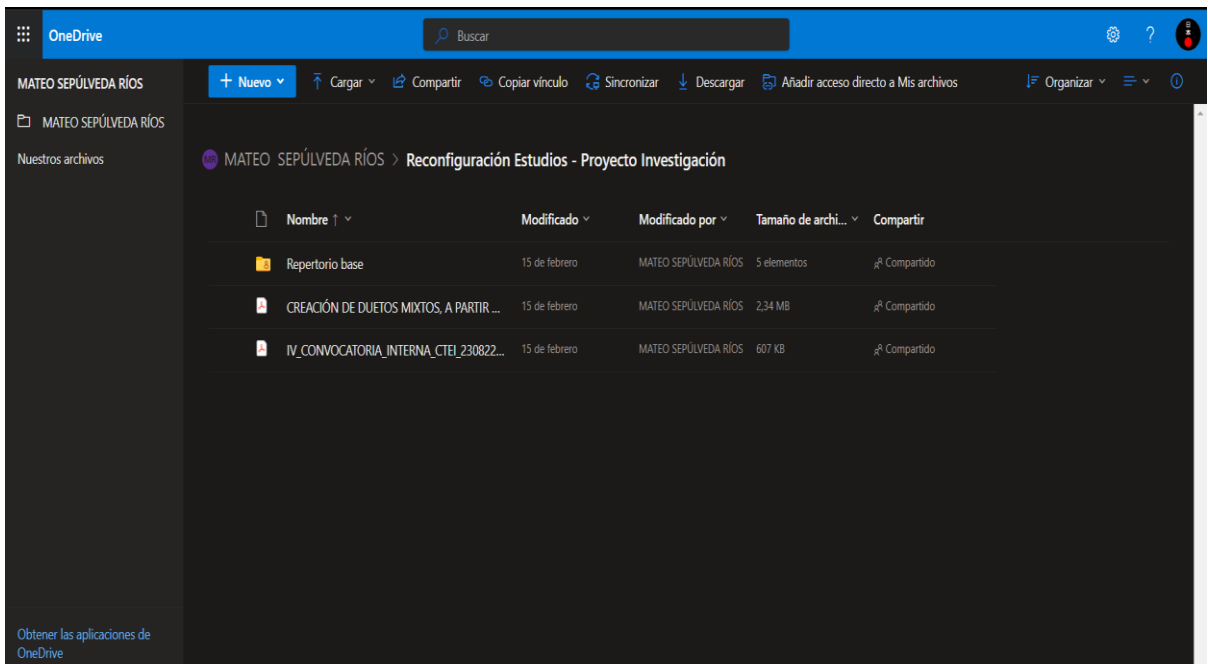 OneDrive
Buscar
MATEO SEPÚLVEDA RÍOS
+ Nuevo Cargar Compartir Copiar vínculo Sincronizar Descargar Añadir acceso directo a Mis archivos Organizar
MATEO SEPÚLVEDA RÍOS
Nuestros archivos
MATEO SEPÚLVEDA RÍOS > Reconfiguración Estudios - Proyecto Investigación
Nombre ↑ Modificado Modificado por Tamaño de archi... Compartir
Repertorio base 15 de febrero MATEO SEPÚLVEDA RÍOS 5 elementos Compartido
CREACIÓN DE DUETOS MIXTOS, A PARTIR ... 15 de febrero MATEO SEPÚLVEDA RÍOS 2,34 MB Compartido
IV_CONVOCATORIA_INTERNA_CTEI_230822... 15 de febrero MATEO SEPÚLVEDA RÍOS 607 KB Compartido
Obtener las aplicaciones de
OneDrive